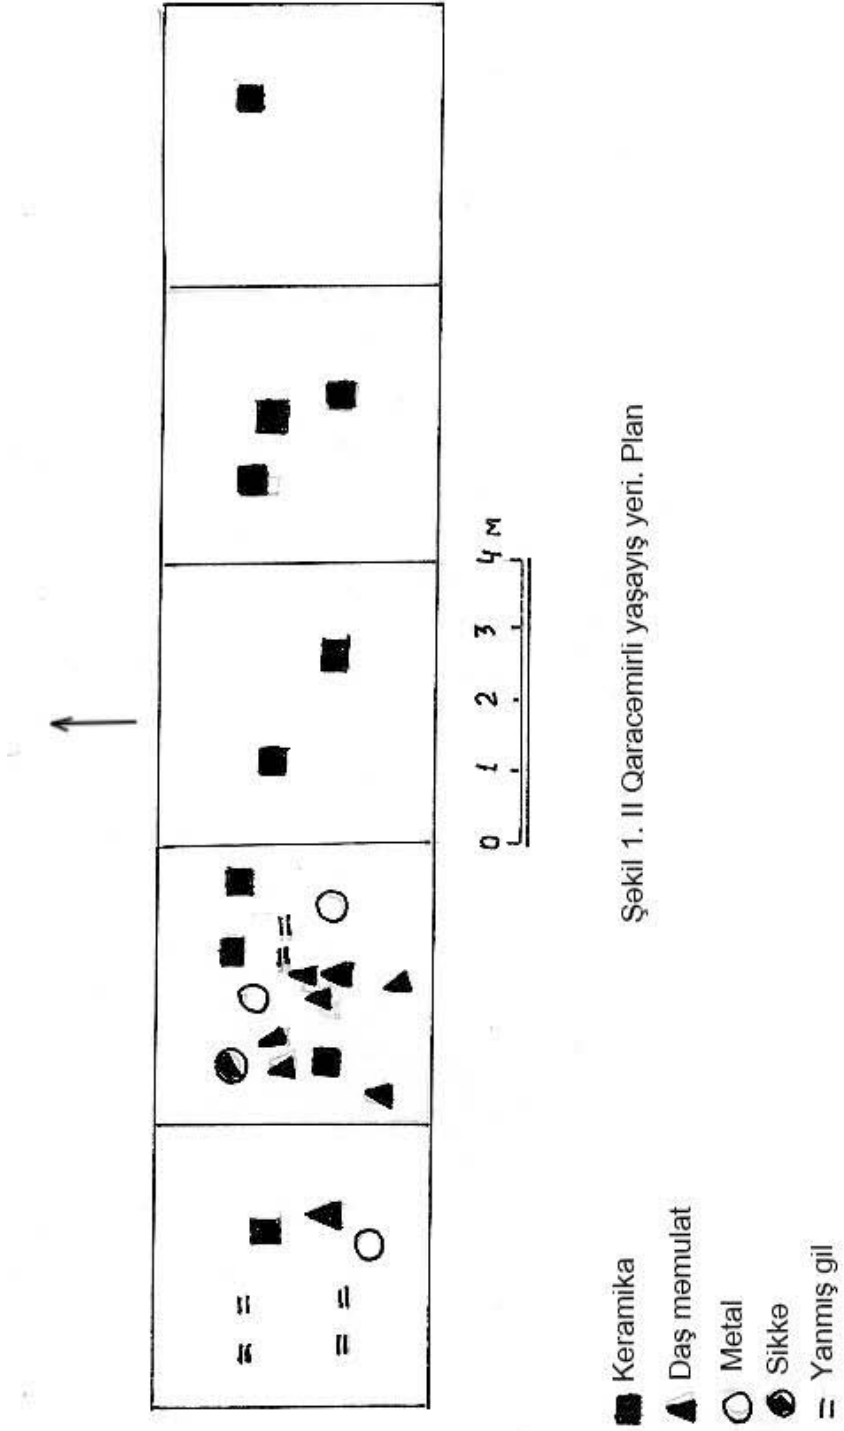 0 1 2 3 4 м
Şəkil 1. II Qaracəmirli yaşayış yeri. Plan
Keramika
Daş məmulat
Metal
Sikkə
Yanmış gil